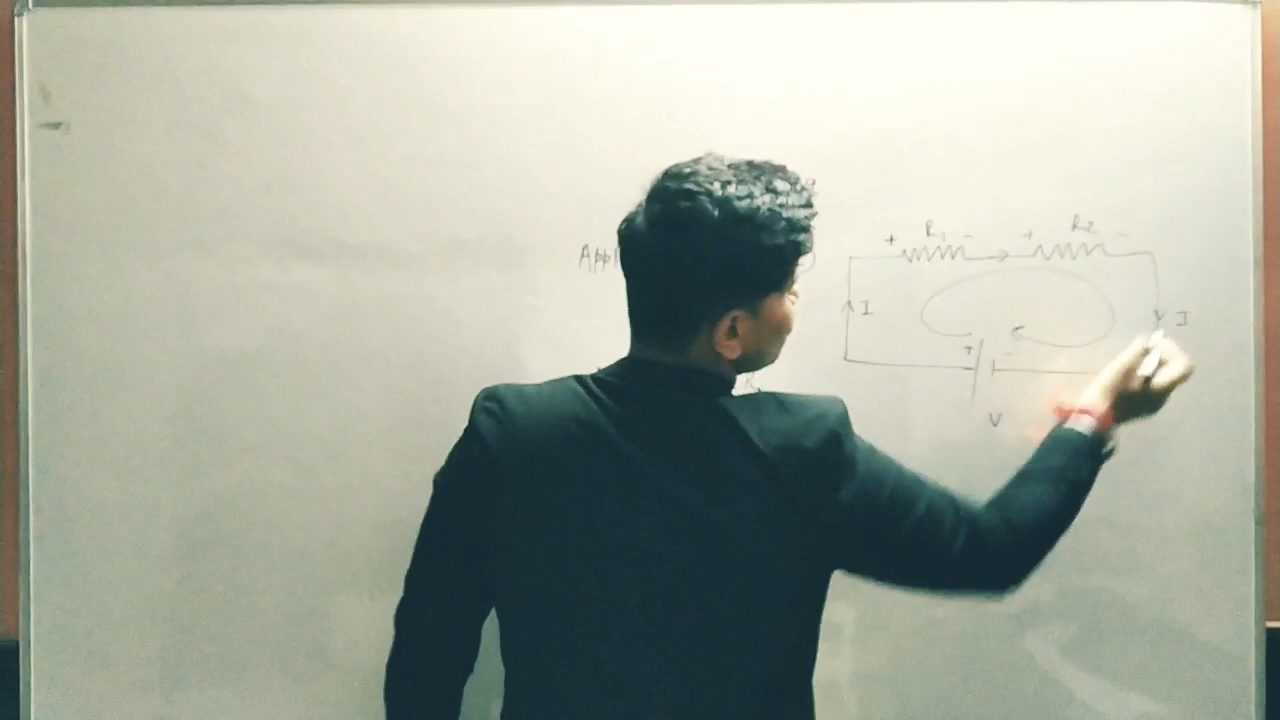 Appl
+ R1 - + R2 -
I
I
+ -
V